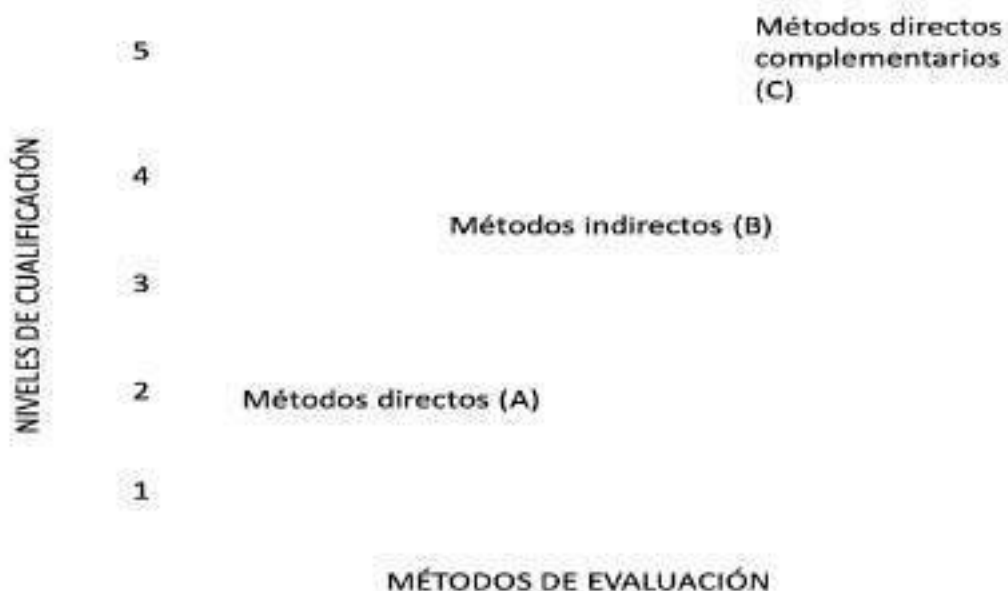 Métodos directos
complementarios
(C)
5
4
Métodos indirectos (B)
3
2
Métodos directos (A)
1
NIVELES DE CUALIFICACIÓN
MÉTODOS DE EVALUACIÓN